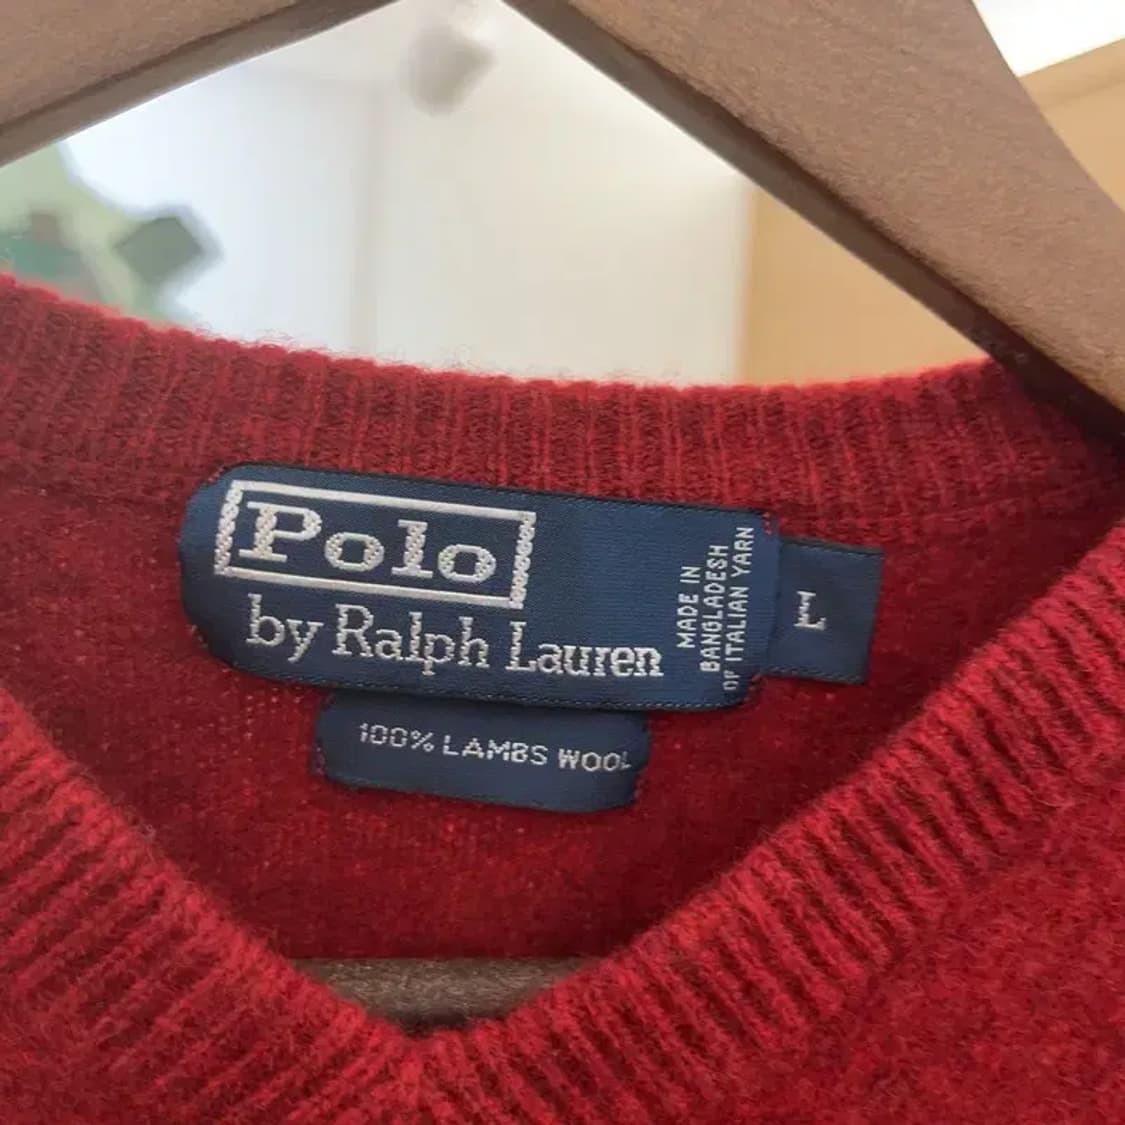 Polo
by Ralph Lauren
MADE IN
BANGLADESH
OF ITALIAN YARN
L
100% LAMBS WOOL